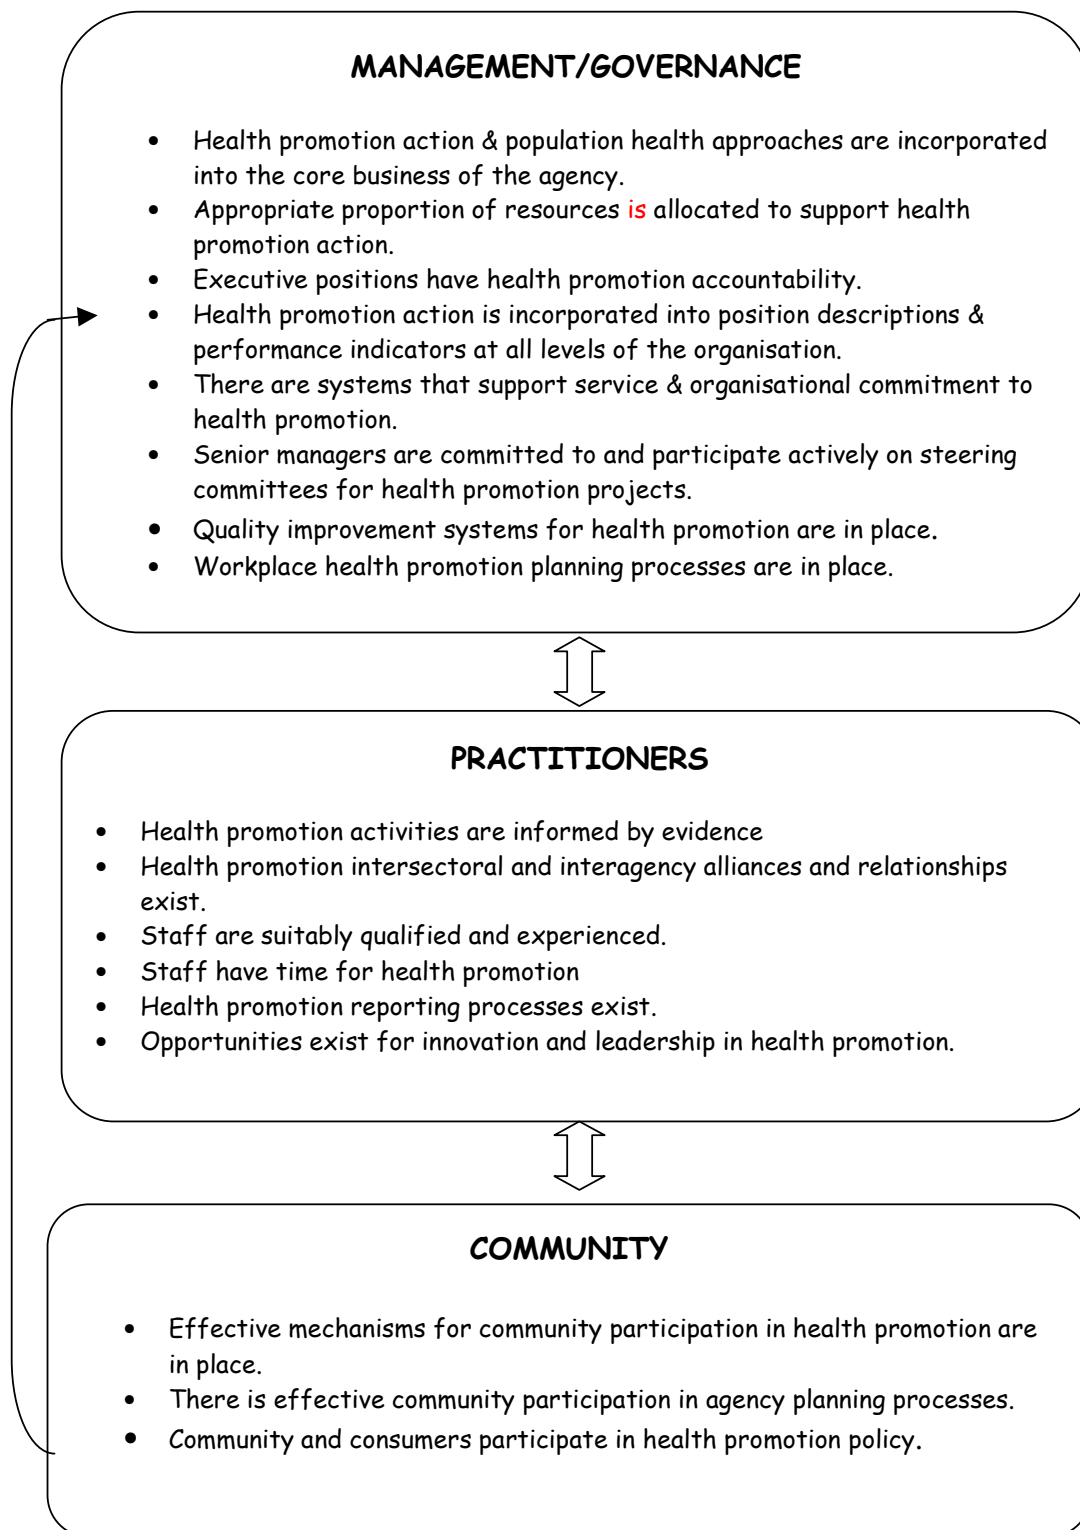 MANAGEMENT/GOVERNANCE
• Health promotion action & population health approaches are incorporated
into the core business of the agency.
• Appropriate proportion of resources is allocated to support health
promotion action.
• Executive positions have health promotion accountability.
• Health promotion action is incorporated into position descriptions &
performance indicators at all levels of the organisation.
• There are systems that support service & organisational commitment to
health promotion.
• Senior managers are committed to and participate actively on steering
committees for health promotion projects.
• Quality improvement systems for health promotion are in place.
• Workplace health promotion planning processes are in place.
PRACTITIONERS
• Health promotion activities are informed by evidence
• Health promotion intersectoral and interagency alliances and relationships
exist.
• Staff are suitably qualified and experienced.
• Staff have time for health promotion
• Health promotion reporting processes exist.
• Opportunities exist for innovation and leadership in health promotion.
COMMUNITY
• Effective mechanisms for community participation in health promotion are
in place.
• There is effective community participation in agency planning processes.
• Community and consumers participate in health promotion policy.